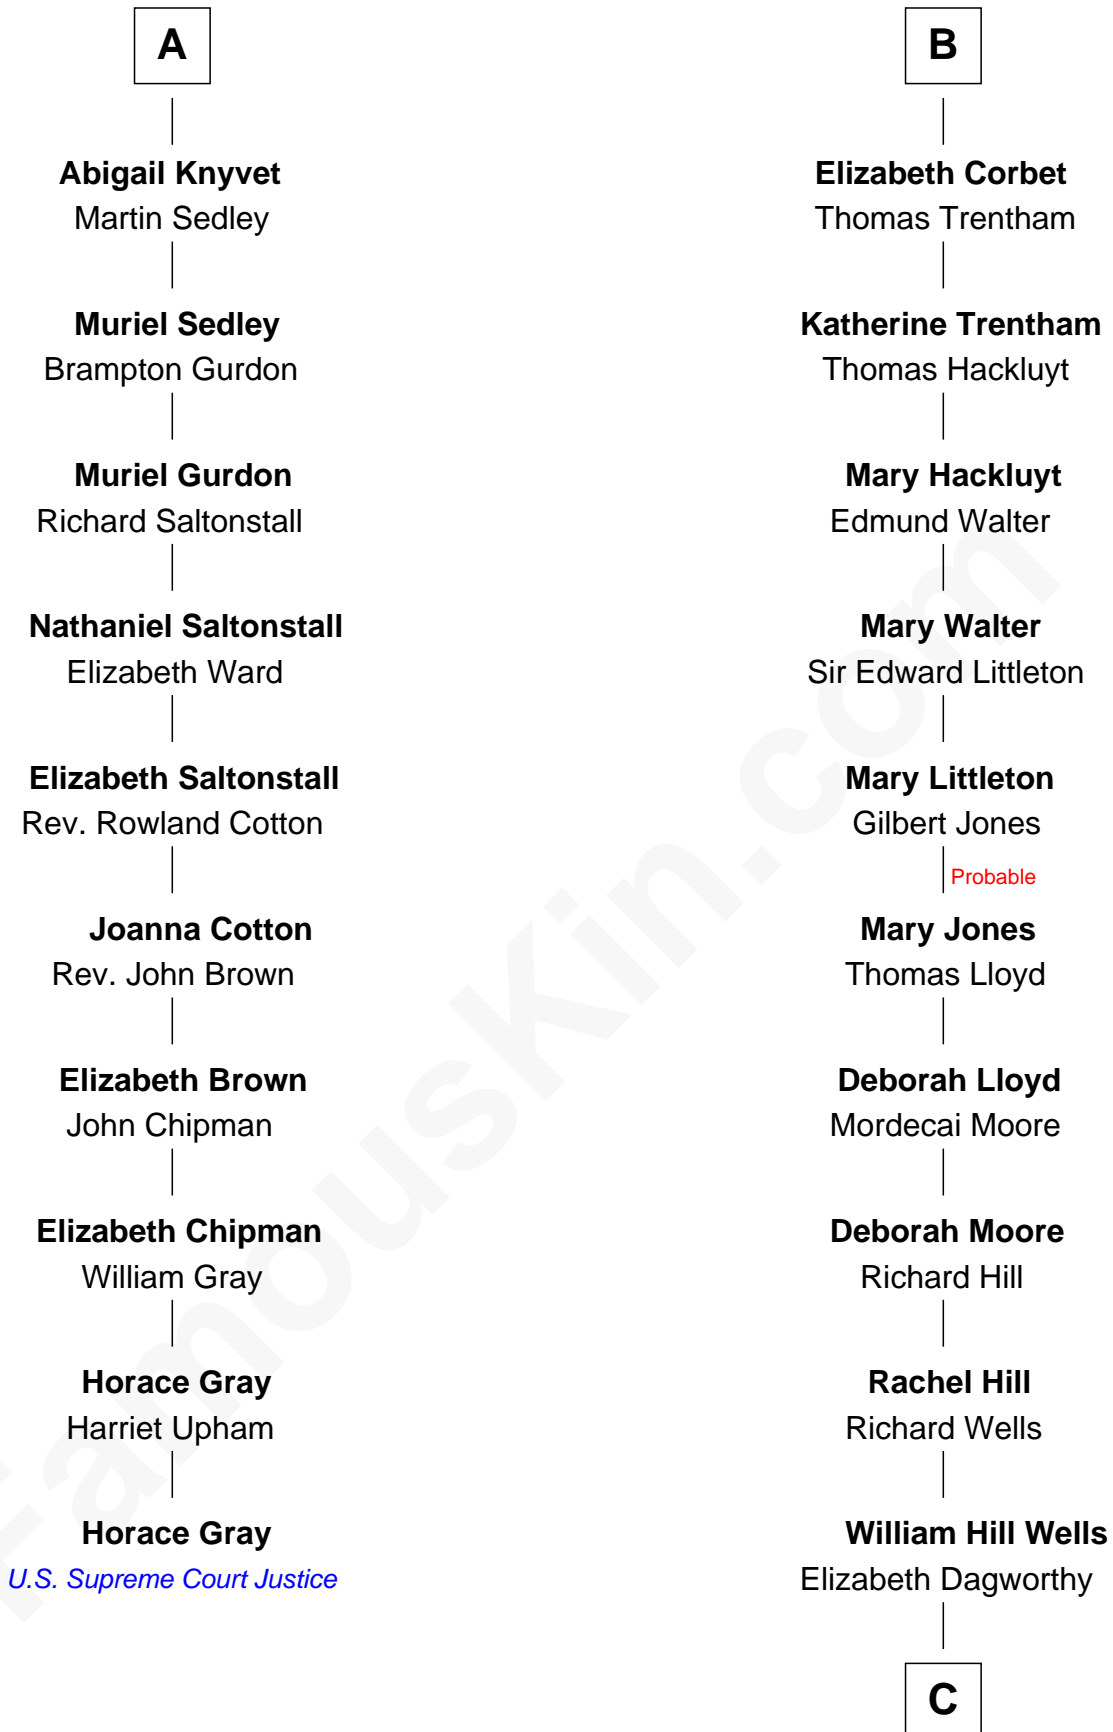 A
Abigail Knyvet
Martin Sedley
Muriel Sedley
Brampton Gurdon
Muriel Gurdon
Richard Saltonstall
Nathaniel Saltonstall
Elizabeth Ward
Elizabeth Saltonstall
Rev. Rowland Cotton
Joanna Cotton
Rev. John Brown
Elizabeth Brown
John Chipman
Elizabeth Chipman
William Gray
Horace Gray
Harriet Upham
Horace Gray
U.S. Supreme Court Justice
B
Elizabeth Corbet
Thomas Trentham
Katherine Trentham
Thomas Hackluyt
Mary Hackluyt
Edmund Walter
Mary Walter
Sir Edward Littleton
Mary Littleton
Gilbert Jones
Probable
Mary Jones
Thomas Lloyd
Deborah Lloyd
Mordecai Moore
Deborah Moore
Richard Hill
Rachel Hill
Richard Wells
William Hill Wells
Elizabeth Dagworthy
C
FamousKin.com